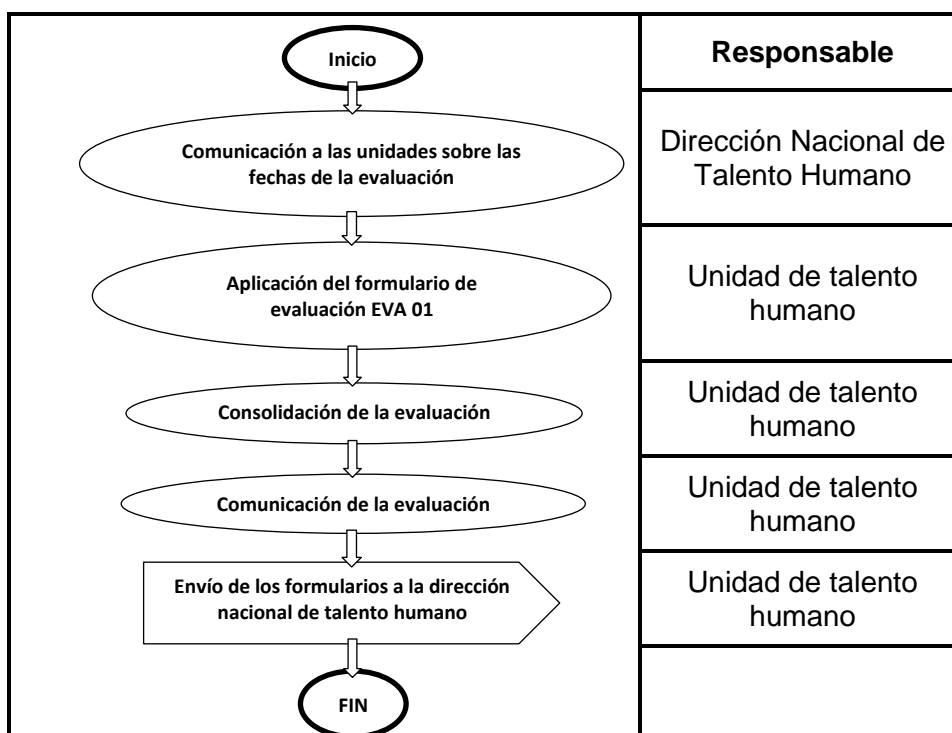 Inicio
Responsable
Comunicación a las unidades sobre las
fechas de la evaluación
Dirección Nacional de
Talento Humano
Aplicación del formulario de
evaluación EVA 01
Unidad de talento
humano
Consolidación de la evaluación
Unidad de talento
humano
Comunicación de la evaluación
Unidad de talento
humano
Envío de los formularios a la dirección
nacional de talento humano
Unidad de talento
humano
FIN